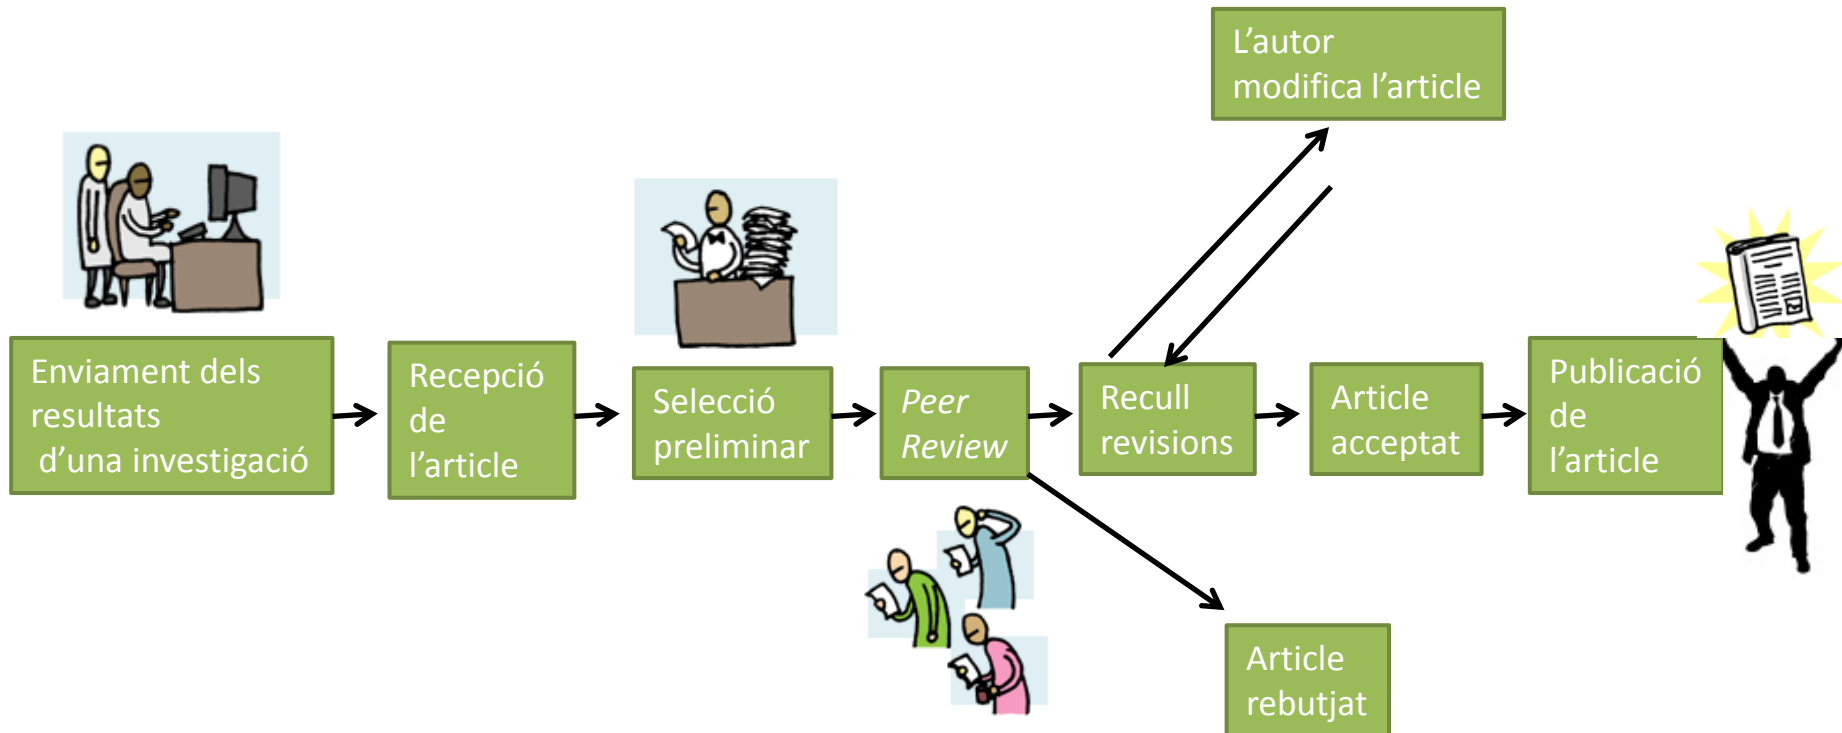 L’autor
modifica l’article
Enviament dels
resultats
d’una investigació
Recepció
de
l’article
Selecció
preliminar
Peer
Review
Recull
revisions
Article
acceptat
Publicació
de
l’article
Article
rebutjat